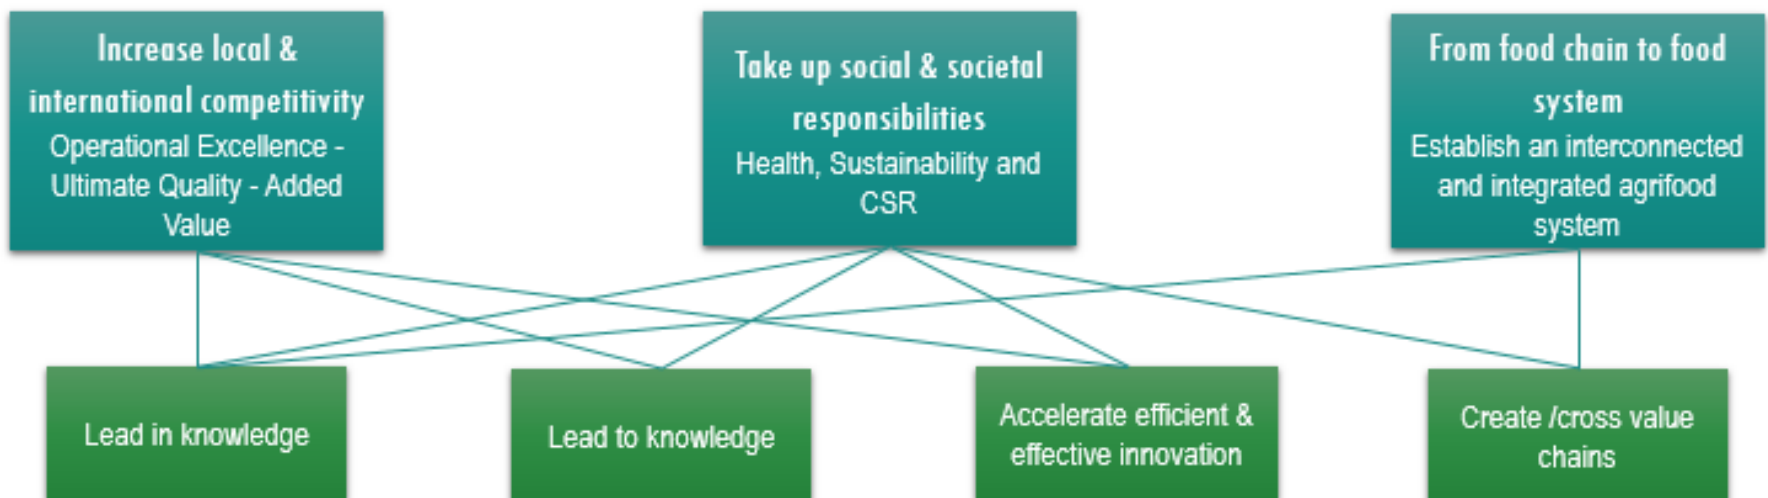 Increase local &
international competitivity
Operational Excellence -
Ultimate Quality - Added
Value
Take up social & societal
responsibilities
Health, Sustainability and
CSR
From food chain to food
system
Establish an interconnected
and integrated agrifood
system
Lead in knowledge
Lead to knowledge
Accelerate efficient &
effective innovation
Create /cross value
chains